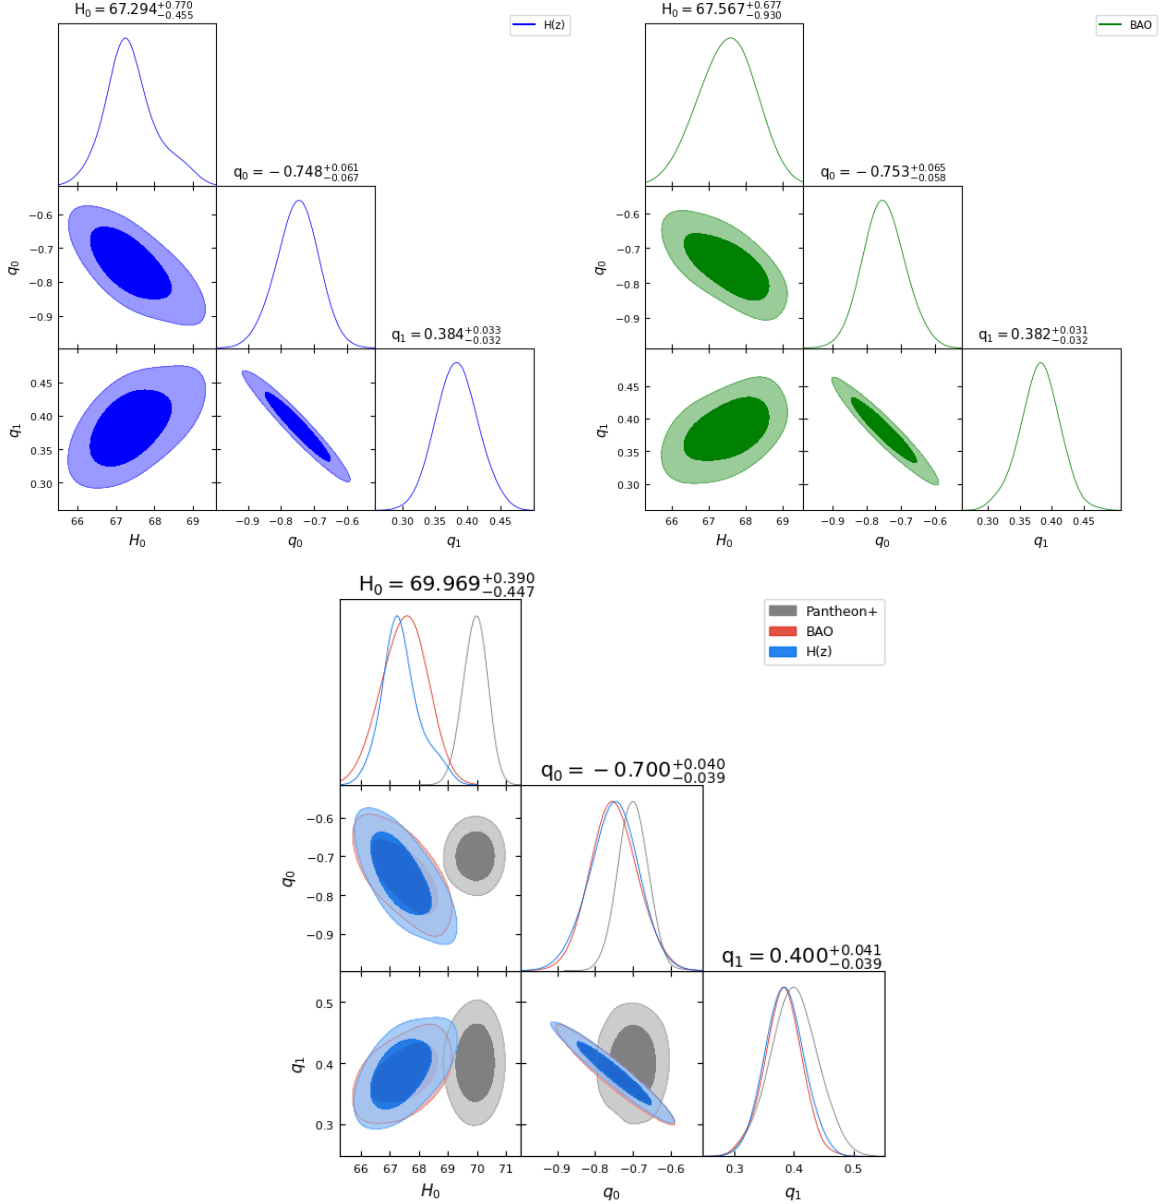 H₀ = 67.294⁺⁰·⁷⁷⁰₋₀.₄₅₅
H(z)
q₀ = −0.748⁺⁰·⁰⁶¹₋₀.₀₆₇
−0.6
−0.7
−0.8
−0.9
q₀
q₁ = 0.384⁺⁰·⁰³³₋₀.₀₃₂
0.45
0.40
0.35
0.30
q₁
66 67 68 69
−0.9 −0.8 −0.7 −0.6
0.30 0.35 0.40 0.45
H₀ q₀ q₁
H₀ = 67.567⁺⁰·⁶⁷⁷₋₀.₉₃₀
BAO
q₀ = −0.753⁺⁰·⁰⁶⁵₋₀.₀₅₈
−0.6
−0.7
−0.8
−0.9
q₀
q₁ = 0.382⁺⁰·⁰³¹₋₀.₀₃₂
0.45
0.40
0.35
0.30
q₁
66 67 68 69
−0.9 −0.8 −0.7 −0.6
0.30 0.35 0.40 0.45
H₀ q₀ q₁
H₀ = 69.969⁺⁰·³⁹⁰₋₀.₄₄₇
Pantheon+
BAO
H(z)
q₀ = −0.700⁺⁰·⁰⁴⁰₋₀.₀₃₉
−0.6
−0.7
−0.8
−0.9
q₀
q₁ = 0.400⁺⁰·⁰⁴¹₋₀.₀₃₉
0.5
0.4
0.3
q₁
66 67 68 69 70 71
−0.9 −0.8 −0.7 −0.6
0.3 0.4 0.5
H₀ q₀ q₁